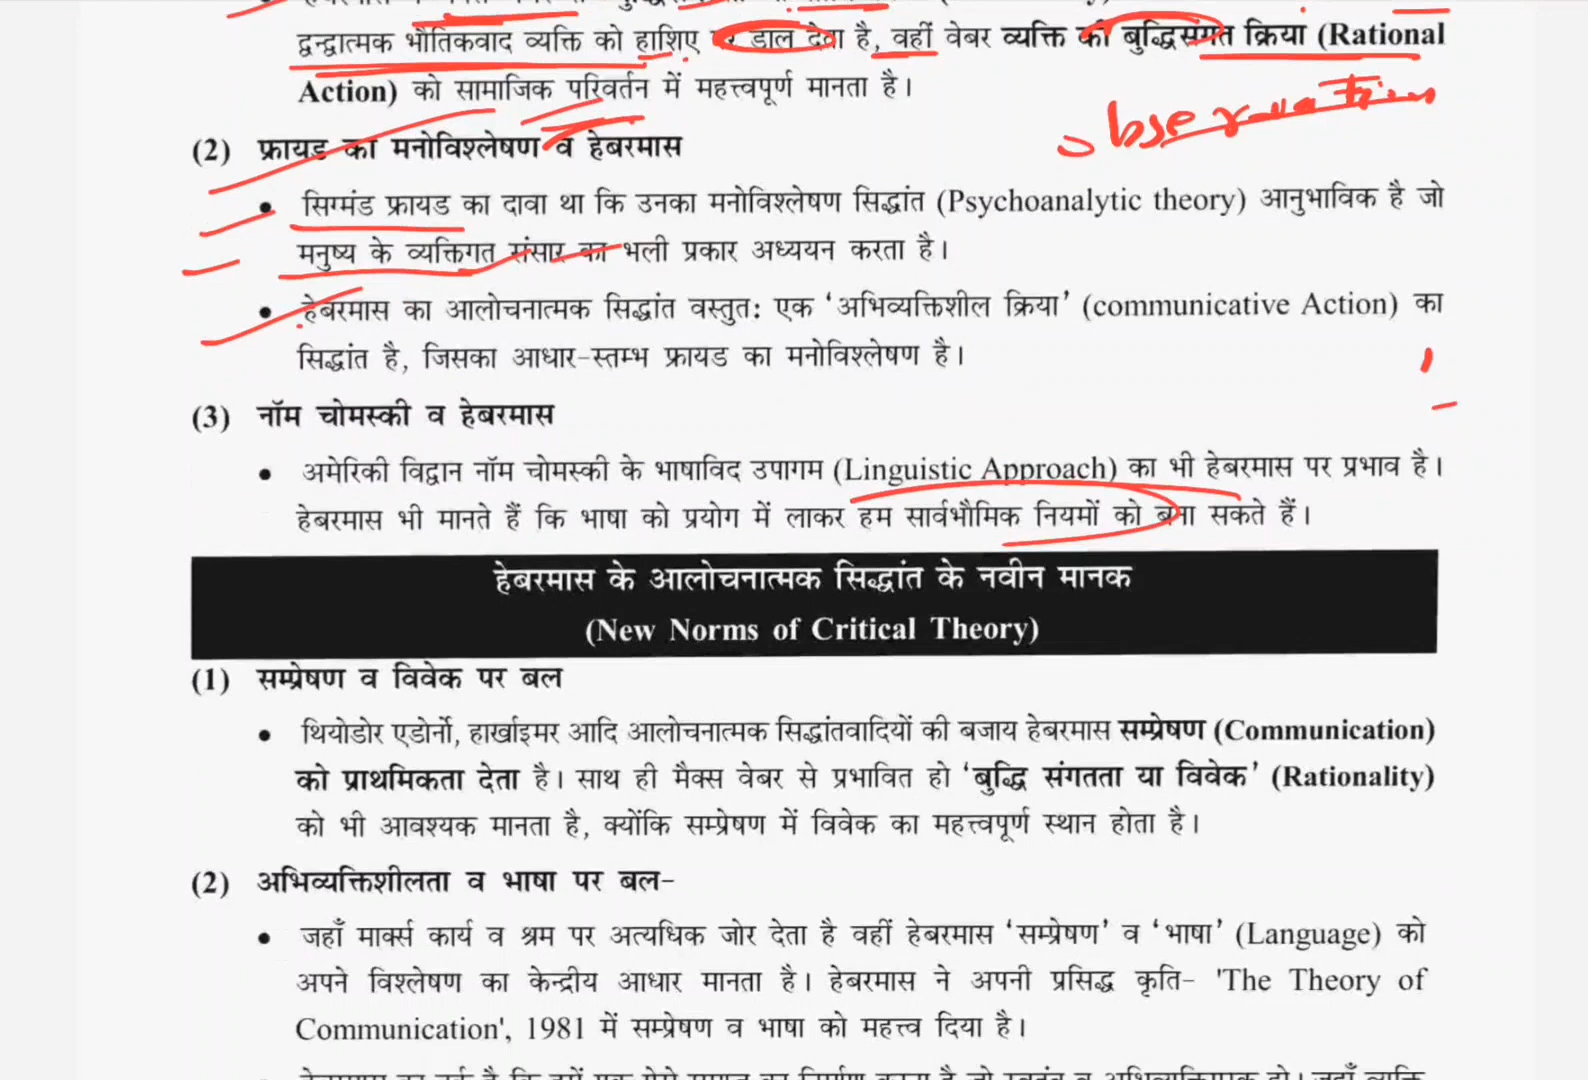 द्वन्द्वात्मक भौतिकवाद व्यक्ति को हाशिए पर डाल देता है, वहीं वेबर व्यक्ति की बुद्धिसंगत क्रिया (Rational
Action) को सामाजिक परिवर्तन में महत्त्वपूर्ण मानता है।
observation
(2) फ्रायड का मनोविश्लेषण व हेबरमास
• सिग्मंड फ्रायड का दावा था कि उनका मनोविश्लेषण सिद्धांत (Psychoanalytic theory) आनुभाविक है जो
मनुष्य के व्यक्तिगत संसार का भली प्रकार अध्ययन करता है।
• हेबरमास का आलोचनात्मक सिद्धांत वस्तुत: एक ‘अभिव्यक्तिशील क्रिया’ (communicative Action) का
सिद्धांत है, जिसका आधार-स्तम्भ फ्रायड का मनोविश्लेषण है।
(3) नॉम चोमस्की व हेबरमास
• अमेरिकी विद्वान नॉम चोमस्की के भाषाविद उपागम (Linguistic Approach) का भी हेबरमास पर प्रभाव है।
हेबरमास भी मानते हैं कि भाषा को प्रयोग में लाकर हम सार्वभौमिक नियमों को बना सकते हैं।
हेबरमास के आलोचनात्मक सिद्धांत के नवीन मानक
(New Norms of Critical Theory)
(1) सम्प्रेषण व विवेक पर बल
• थियोडोर एडोर्नो, हार्खाइमर आदि आलोचनात्मक सिद्धांतवादियों की बजाय हेबरमास सम्प्रेषण (Communication)
को प्राथमिकता देता है। साथ ही मैक्स वेबर से प्रभावित हो ‘बुद्धि संगतता या विवेक’ (Rationality)
को भी आवश्यक मानता है, क्योंकि सम्प्रेषण में विवेक का महत्त्वपूर्ण स्थान होता है।
(2) अभिव्यक्तिशीलता व भाषा पर बल-
• जहाँ मार्क्स कार्य व श्रम पर अत्यधिक जोर देता है वहीं हेबरमास ‘सम्प्रेषण’ व ‘भाषा’ (Language) को
अपने विश्लेषण का केन्द्रीय आधार मानता है। हेबरमास ने अपनी प्रसिद्ध कृति- 'The Theory of
Communication', 1981 में सम्प्रेषण व भाषा को महत्त्व दिया है।